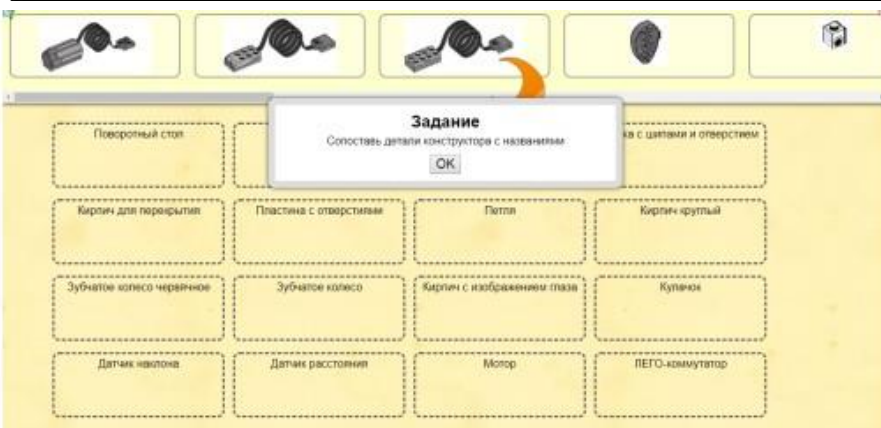 Задание
Сопоставь детали конструктора с названиями
OK
Поворотный стол
ка с шипами и отверстием
Кирпич для перекрытия
Пластина с отверстиями
Петля
Кирпич круглый
Зубчатое колесо червячное
Зубчатое колесо
Кирпич с изображением глаза
Кулачок
Датчик наклона
Датчик расстояния
Мотор
ЛЕГО-коммутатор